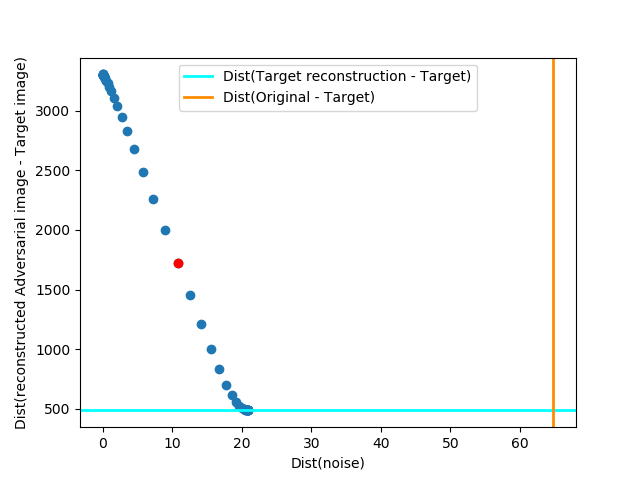 Dist(Target reconstruction - Target)
Dist(Original - Target)
Dist(reconstructed Adversarial image - Target image)
3000
2500
2000
1500
1000
500
0 10 20 30 40 50 60
Dist(noise)